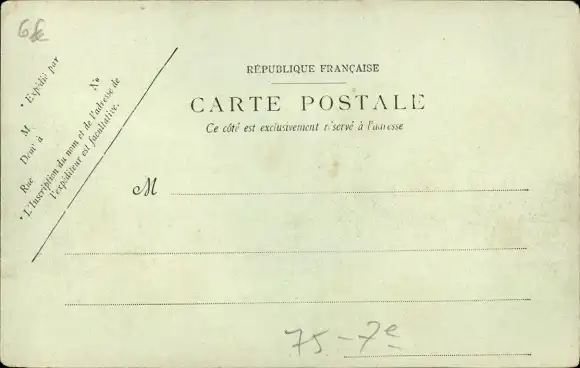 6€
* Expédié par
M
Demt à
Rue N°
* L'Inscription du nom et de l'adresse de
l'expéditeur est facultative.
RÉPUBLIQUE FRANÇAISE
CARTE POSTALE
Ce côté est exclusivement réservé à l'adresse
M
75-7e